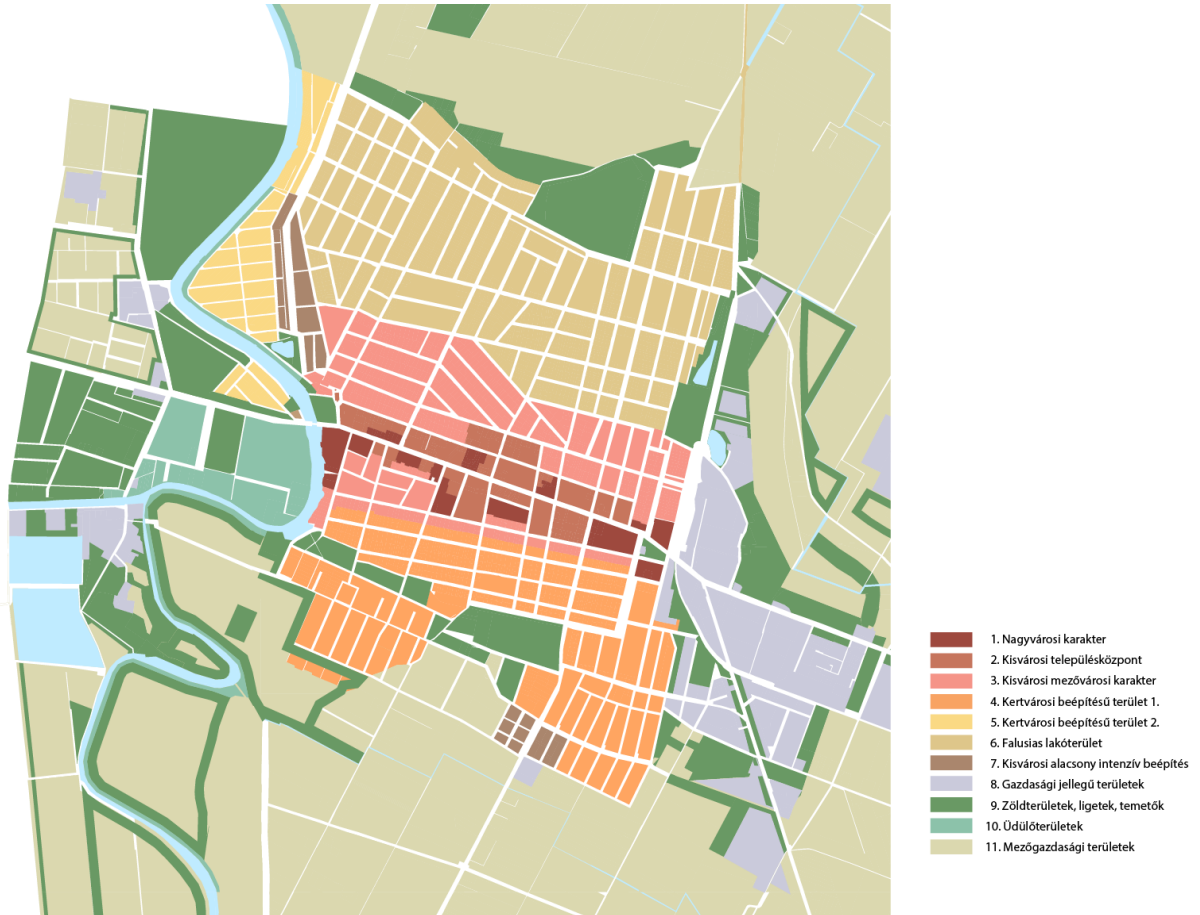 1. Nagyvárosi karakter
2. Kisvárosi településközpont
3. Kisvárosi mezővárosi karakter
4. Kertvárosi beépítésű terület 1.
5. Kertvárosi beépítésű terület 2.
6. Falusias lakóterület
7. Kisvárosi alacsony intenzív beépítés
8. Gazdasági jellegű területek
9. Zöldterületek, ligetek, temetők
10. Üdülőterületek
11. Mezőgazdasági területek